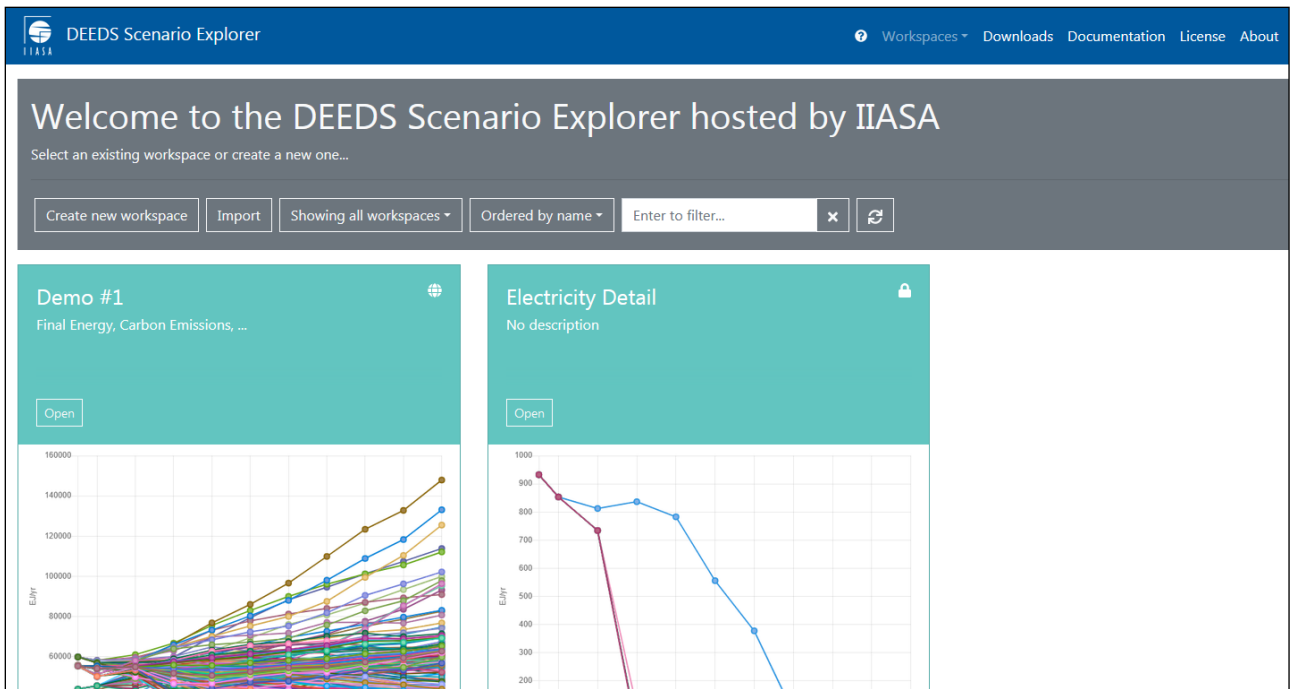 IIASA
DEEDS Scenario Explorer
Workspaces
Downloads
Documentation
License
About
Welcome to the DEEDS Scenario Explorer hosted by IIASA
Select an existing workspace or create a new one...
Create new workspace
Import
Showing all workspaces
Ordered by name
Enter to filter...
Demo #1
Final Energy, Carbon Emissions, ...
Open
160000
140000
120000
100000
80000
60000
EJ/yr
Electricity Detail
No description
Open
1000
900
800
700
600
500
400
300
200
EJ/yr